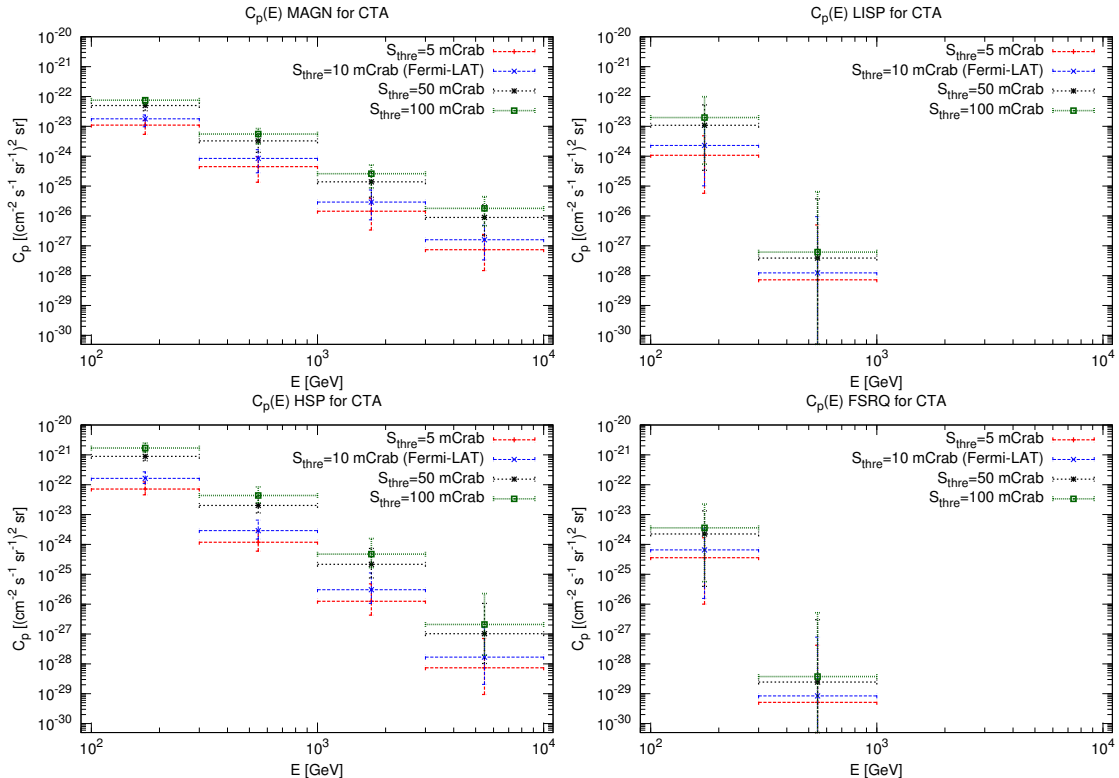 C_p(E) MAGN for CTA
10^-20
10^-21
10^-22
10^-23
10^-24
10^-25
10^-26
10^-27
10^-28
10^-29
10^-30
C_p [(cm^-2 s^-1 sr^-1)^2 sr]
S_thre=5 mCrab
S_thre=10 mCrab (Fermi-LAT)
S_thre=50 mCrab
S_thre=100 mCrab
10^2 10^3 10^4
E [GeV]
C_p(E) LISP for CTA
10^-20
10^-21
10^-22
10^-23
10^-24
10^-25
10^-26
10^-27
10^-28
10^-29
10^-30
C_p [(cm^-2 s^-1 sr^-1)^2 sr]
S_thre=5 mCrab
S_thre=10 mCrab (Fermi-LAT)
S_thre=50 mCrab
S_thre=100 mCrab
10^2 10^3 10^4
E [GeV]
C_p(E) HSP for CTA
10^-20
10^-21
10^-22
10^-23
10^-24
10^-25
10^-26
10^-27
10^-28
10^-29
10^-30
C_p [(cm^-2 s^-1 sr^-1)^2 sr]
S_thre=5 mCrab
S_thre=10 mCrab (Fermi-LAT)
S_thre=50 mCrab
S_thre=100 mCrab
10^2 10^3 10^4
E [GeV]
C_p(E) FSRQ for CTA
10^-20
10^-21
10^-22
10^-23
10^-24
10^-25
10^-26
10^-27
10^-28
10^-29
10^-30
C_p [(cm^-2 s^-1 sr^-1)^2 sr]
S_thre=5 mCrab
S_thre=10 mCrab (Fermi-LAT)
S_thre=50 mCrab
S_thre=100 mCrab
10^2 10^3 10^4
E [GeV]